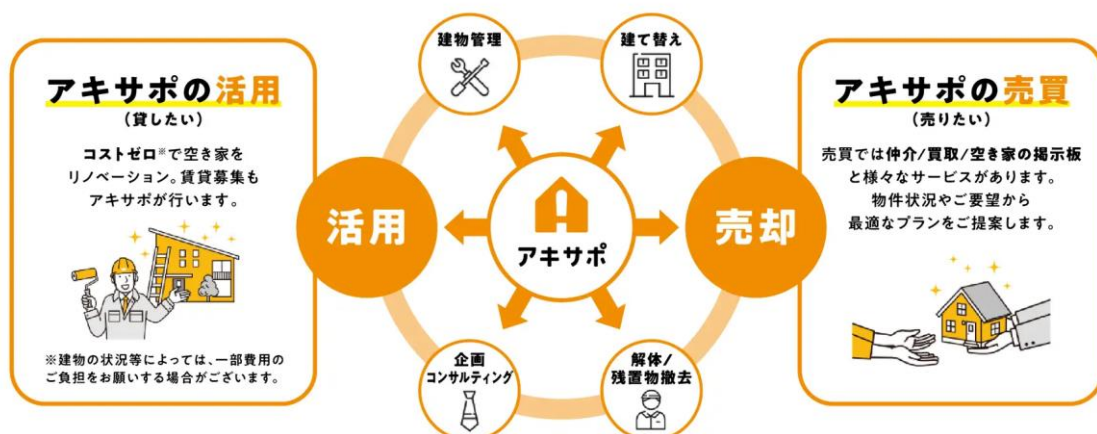 アキサポの活用
(貸したい)
コストゼロ※で空き家を
リノベーション。賃貸募集も
アキサポが行います。
※建物の状況等によっては、一部費用の
ご負担をお願いする場合がございます。
建物管理
建て替え
活用
アキサポ
売却
企画
コンサルティング
解体/
残置物撤去
アキサポの売買
(売りたい)
売買では仲介/買取/空き家の掲示板
と様々なサービスがあります。
物件状況やご要望から
最適なプランをご提案します。